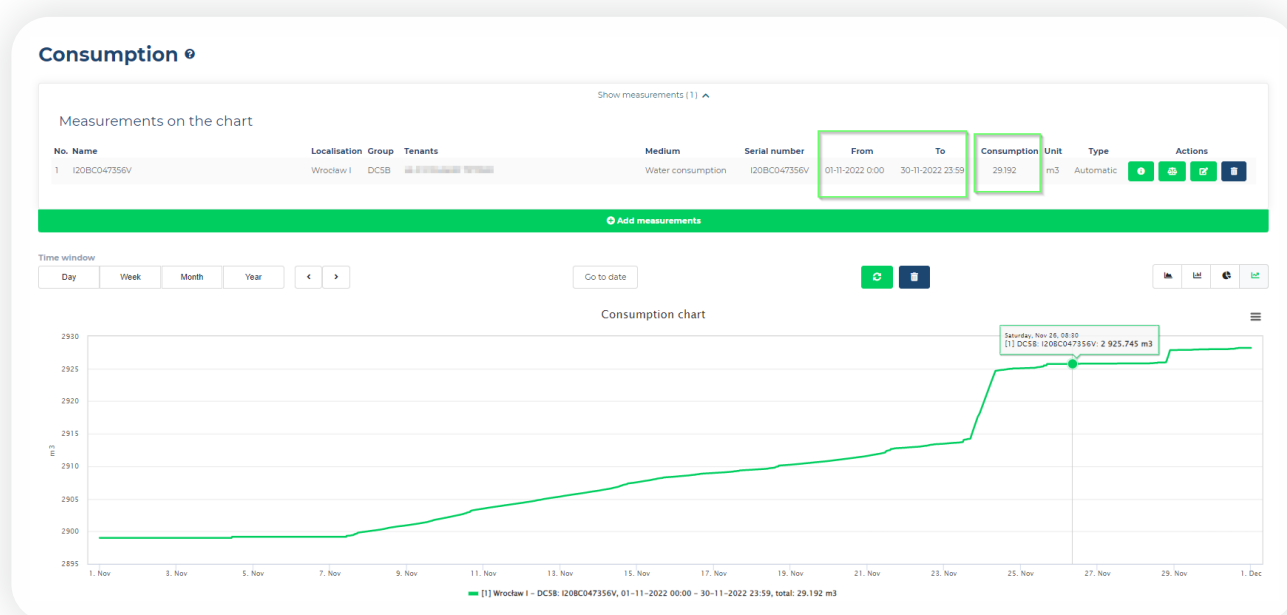 Consumption
Show measurements (1)
Measurements on the chart
No. Name Localisation Group Tenants Medium Serial number From To Consumption Unit Type Actions
1 I20BC047356V Wrocław I DC5B Water consumption I20BC047356V 01-11-2022 0:00 30-11-2022 23:59 29.192 m3 Automatic
Add measurements
Time window
Day Week Month Year < > Go to date
Consumption chart
2930
Saturday, Nov 26, 08:30
[1] DC5B: I20BC047356V: 2 925.745 m3
2925
2920
2915
m3
2910
2905
2900
2895
1. Nov 3. Nov 5. Nov 7. Nov 9. Nov 11. Nov 13. Nov 15. Nov 17. Nov 19. Nov 21. Nov 23. Nov 25. Nov 27. Nov 29. Nov 1. Dec
[1] Wrocław I - DC5B: I20BC047356V, 01-11-2022 00:00 - 30-11-2022 23:59, total: 29.192 m3